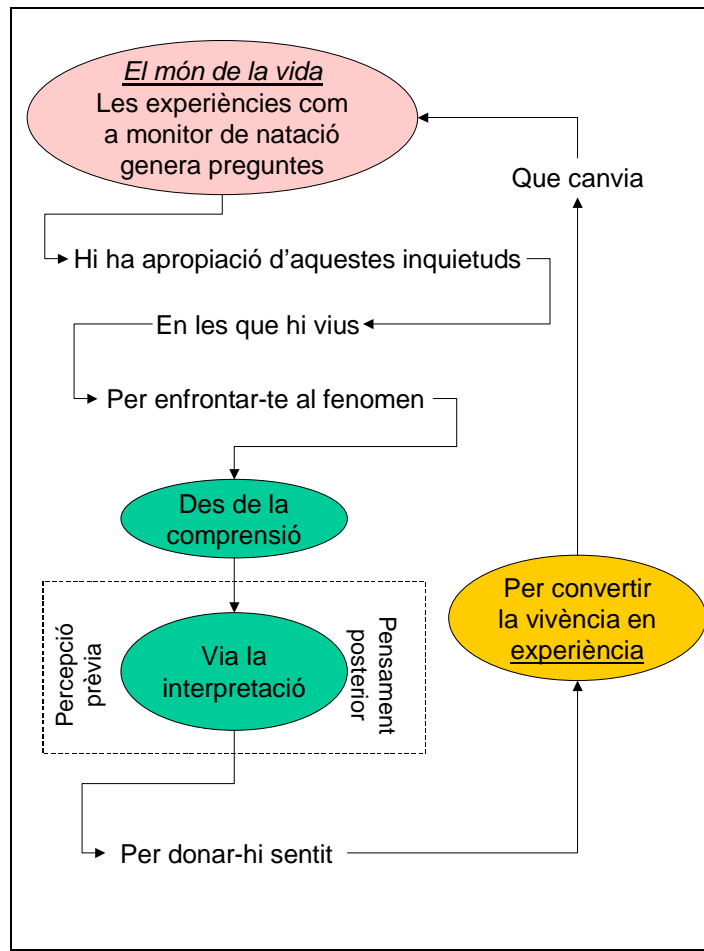 El món de la vida
Les experiències com
a monitor de natació
genera preguntes
Que canvia
Hi ha apropiació d'aquestes inquietuds
En les que hi vius
Per enfrontar-te al fenomen
Des de la
comprensió
Percepció
prèvia
Via la
interpretació
Pensament
posterior
Per convertir
la vivència en
experiència
Per donar-hi sentit